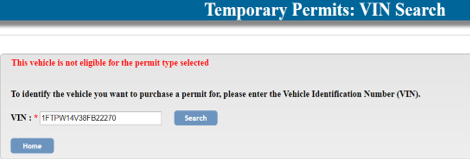 Temporary Permits: VIN Search
This vehicle is not eligible for the permit type selected
To identify the vehicle you want to purchase a permit for, please enter the Vehicle Identification Number (VIN).
VIN : * 1FTPW14V38FB22270 Search
Home